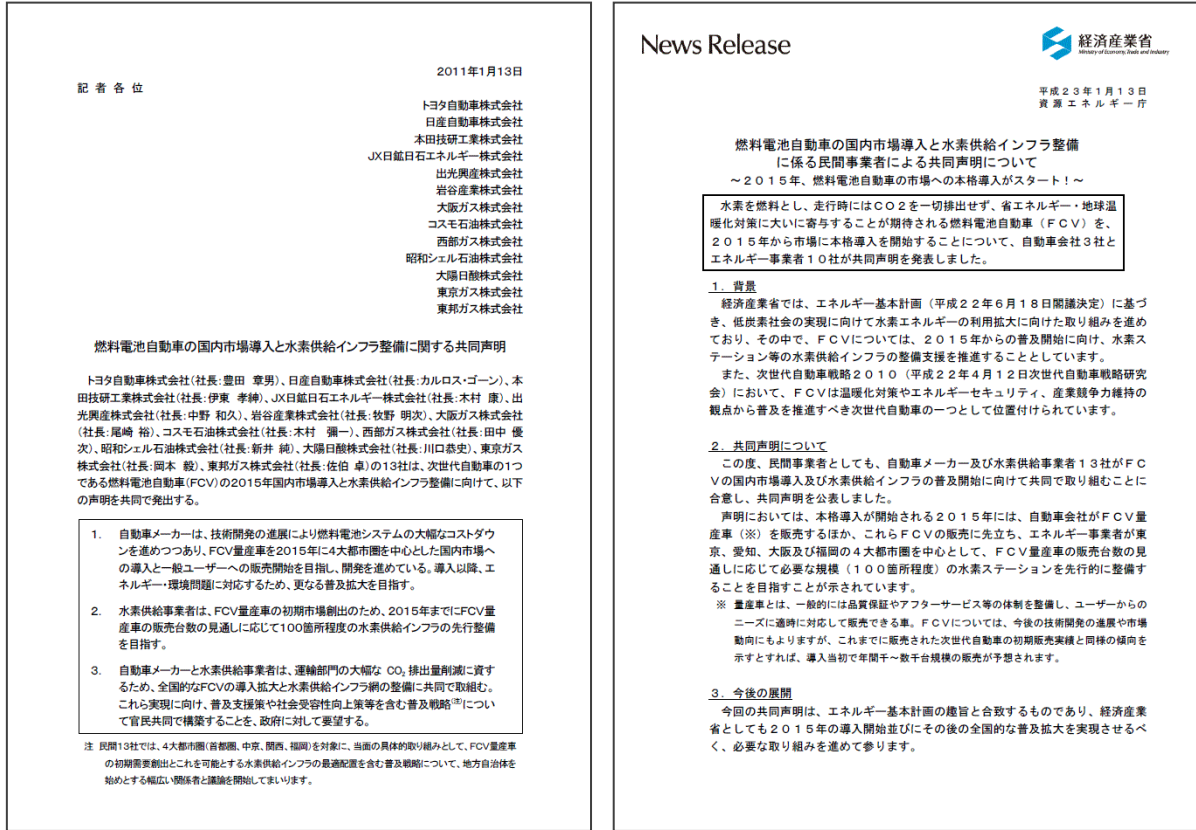 2011年1月13日
記 者 各 位
トヨタ自動車株式会社
日産自動車株式会社
本田技研工業株式会社
JX日鉱日石エネルギー株式会社
出光興産株式会社
岩谷産業株式会社
大阪ガス株式会社
コスモ石油株式会社
西部ガス株式会社
昭和シェル石油株式会社
大陽日酸株式会社
東京ガス株式会社
東邦ガス株式会社
燃料電池自動車の国内市場導入と水素供給インフラ整備に関する共同声明
トヨタ自動車株式会社(社長:豊田 章男)、日産自動車株式会社(社長:カルロス・ゴーン)、本
田技研工業株式会社(社長:伊東 孝紳)、JX日鉱日石エネルギー株式会社(社長:木村 康)、出
光興産株式会社(社長:中野 和久)、岩谷産業株式会社(社長:牧野 明次)、大阪ガス株式会社
(社長:尾崎 裕)、コスモ石油株式会社(社長:木村 彌一)、西部ガス株式会社(社長:田中 優
次)、昭和シェル石油株式会社(社長:新井 純)、大陽日酸株式会社(社長:川口恭史)、東京ガス
株式会社(社長:岡本 毅)、東邦ガス株式会社(社長:佐伯 卓)の13社は、次世代自動車の1つ
である燃料電池自動車(FCV)の2015年国内市場導入と水素供給インフラ整備に向けて、以下
の声明を共同で発出する。
1. 自動車メーカーは、技術開発の進展により燃料電池システムの大幅なコストダウ
ンを進めつつあり、FCV量産車を2015年に4大都市圏を中心とした国内市場へ
の導入と一般ユーザーへの販売開始を目指し、開発を進めている。導入以降、エ
ネルギー・環境問題に対応するため、更なる普及拡大を目指す。
2. 水素供給事業者は、FCV量産車の初期市場創出のため、2015年までにFCV量
産車の販売台数の見通しに応じて100箇所程度の水素供給インフラの先行整備
を目指す。
3. 自動車メーカーと水素供給事業者は、運輸部門の大幅な CO₂ 排出量削減に資す
るため、全国的なFCVの導入拡大と水素供給インフラ網の整備に共同で取組む。
これら実現に向け、普及支援策や社会受容性向上策等を含む普及戦略(注)につい
て官民共同で構築することを、政府に対して要望する。
注 民間13社では、4大都市圏(首都圏、中京、関西、福岡)を対象に、当面の具体的取り組みとして、FCV量産車
の初期需要創出とこれを可能とする水素供給インフラの最適配置を含む普及戦略について、地方自治体を
始めとする幅広い関係者と議論を開始してまいります。
News Release
経済産業省
Ministry of Economy, Trade and Industry
平成23年1月13日
資源エネルギー庁
燃料電池自動車の国内市場導入と水素供給インフラ整備
に係る民間事業者による共同声明について
~2015年、燃料電池自動車の市場への本格導入がスタート!~
水素を燃料とし、走行時にはCO2を一切排出せず、省エネルギー・地球温
暖化対策に大いに寄与することが期待される燃料電池自動車(FCV)を、
2015年から市場に本格導入を開始することについて、自動車会社3社と
エネルギー事業者10社が共同声明を発表しました。
1.背景
経済産業省では、エネルギー基本計画(平成22年6月18日閣議決定)に基づ
き、低炭素社会の実現に向けて水素エネルギーの利用拡大に向けた取り組みを進め
ており、その中で、FCVについては、2015年からの普及開始に向け、水素ス
テーション等の水素供給インフラの整備支援を推進することとしています。
また、次世代自動車戦略2010(平成22年4月12日次世代自動車戦略研究
会)において、FCVは温暖化対策やエネルギーセキュリティ、産業競争力維持の
観点から普及を推進すべき次世代自動車の一つとして位置付けられています。
2.共同声明について
この度、民間事業者としても、自動車メーカー及び水素供給事業者13社がFC
Vの国内市場導入及び水素供給インフラの普及開始に向けて共同で取り組むことに
合意し、共同声明を公表しました。
声明においては、本格導入が開始される2015年には、自動車会社がFCV量
産車(※)を販売するほか、これらFCVの販売に先立ち、エネルギー事業者が東
京、愛知、大阪及び福岡の4大都市圏を中心として、FCV量産車の販売台数の見
通しに応じて必要な規模(100箇所程度)の水素ステーションを先行的に整備す
ることを目指すことが示されています。
※ 量産車とは、一般的には品質保証やアフターサービス等の体制を整備し、ユーザーからの
ニーズに適時に対応して販売できる車。FCVについては、今後の技術開発の進展や市場
動向にもよりますが、これまでに販売された次世代自動車の初期販売実績と同様の傾向を
示すとすれば、導入当初で年間千~数千台規模の販売が予想されます。
3.今後の展開
今回の共同声明は、エネルギー基本計画の趣旨と合致するものであり、経済産業
省としても2015年の導入開始並びにその後の全国的な普及拡大を実現させるべ
く、必要な取り組みを進めて参ります。